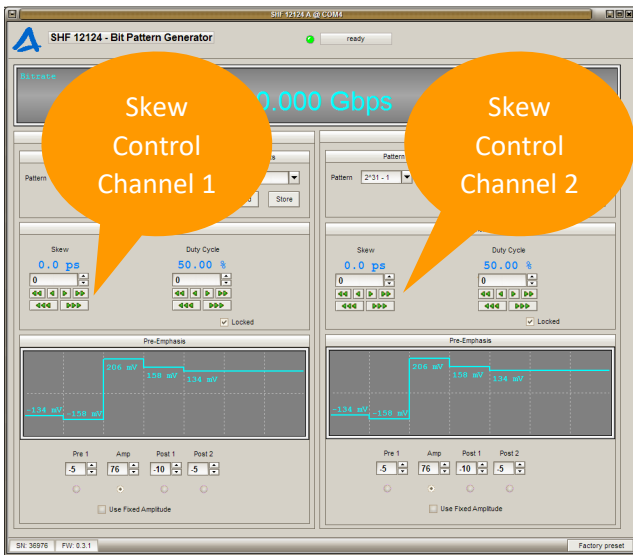 SHF 12124 A @ COM4
SHF 12124 - Bit Pattern Generator
ready
Bitrate
0.000 Gbps
Skew
Control
Channel 1
Skew
Control
Channel 2
Pattern
Pattern
Store
Pattern 2^31 - 1
Skew
Duty Cycle
0.0 ps
50.00 %
0
0
Locked
Skew
Duty Cycle
0.0 ps
50.00 %
0
0
Locked
Pre-Emphasis
206 mV
158 mV
134 mV
-134 mV
-158 mV
Pre 1
Amp
Post 1
Post 2
-5
76
-10
-5
Use Fixed Amplitude
Pre-Emphasis
206 mV
158 mV
134 mV
-134 mV
-158 mV
Pre 1
Amp
Post 1
Post 2
-5
76
-10
-5
Use Fixed Amplitude
SN: 36976
FW: 0.3.1
Factory preset